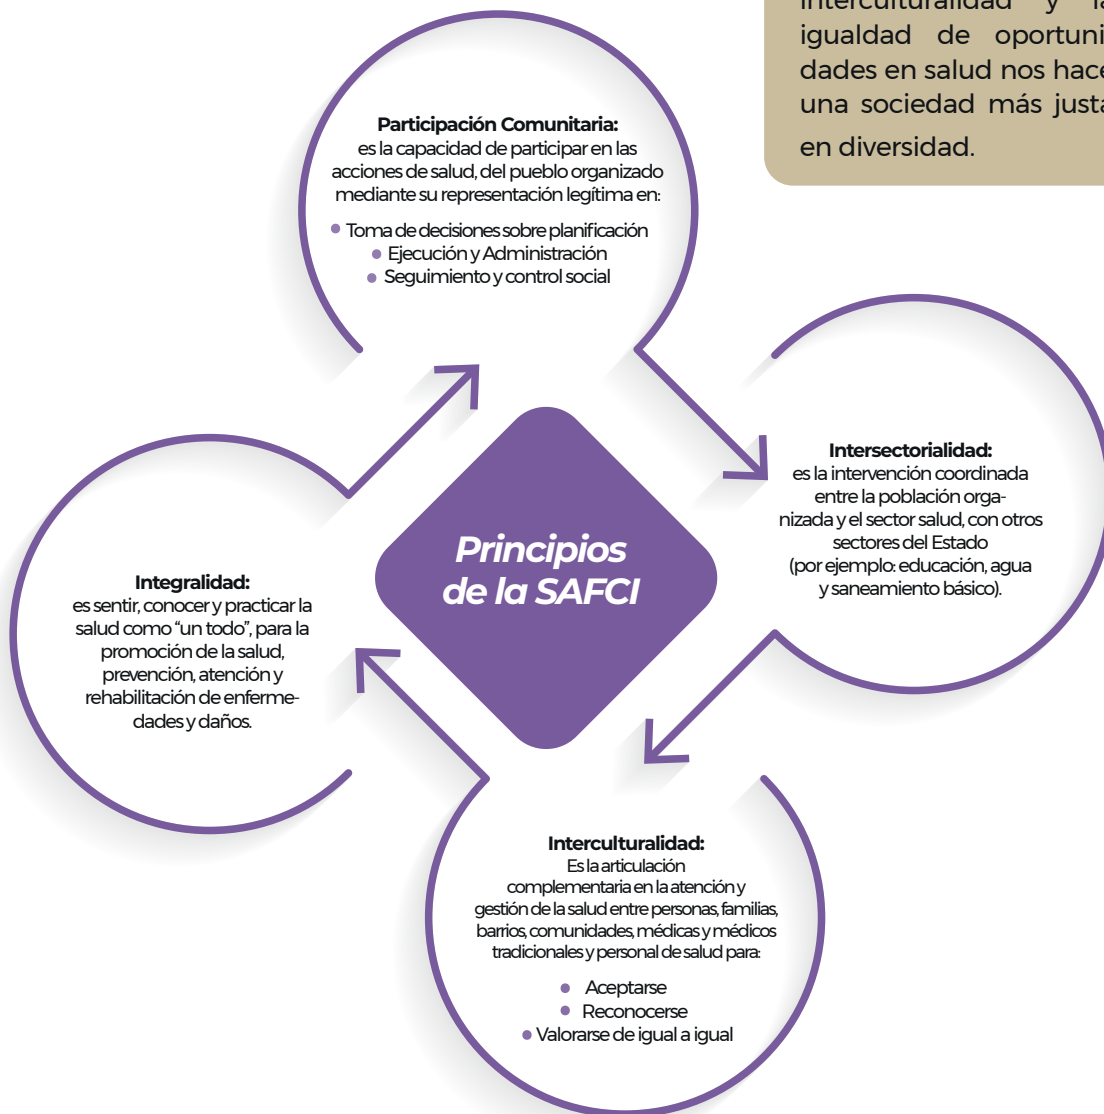 interculturalidad y la
igualdad de oportuni
dades en salud nos hace
una sociedad más justa
en diversidad.
Participación Comunitaria:
es la capacidad de participar en las
acciones de salud, del pueblo organizado
mediante su representación legítima en:
Toma de decisiones sobre planificación
Ejecución y Administración
Seguimiento y control social
Intersectorialidad:
es la intervención coordinada
entre la población orga-
nizada y el sector salud, con otros
sectores del Estado
(por ejemplo: educación, agua
y saneamiento básico).
Principios
de la SAFCI
Integralidad:
es sentir, conocer y practicar la
salud como “un todo”, para la
promoción de la salud,
prevención, atención y
rehabilitación de enferme-
dades y daños.
Interculturalidad:
Es la articulación
complementaria en la atención y
gestión de la salud entre personas, familias,
barrios, comunidades, médicas y médicos
tradicionales y personal de salud para:
Aceptarse
Reconocerse
Valorarse de igual a igual